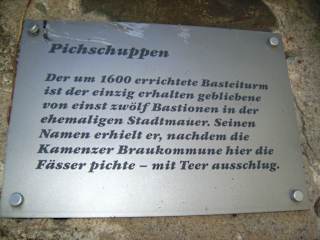 Pichschuppen
Der um 1600 errichtete Basteiturm
ist der einzig erhalten gebliebene
von einst zwölf Bastionen in der
ehemaligen Stadtmauer. Seinen
Namen erhielt er, nachdem die
Kamenzer Braukommune hier die
Fässer pichte – mit Teer ausschlug.